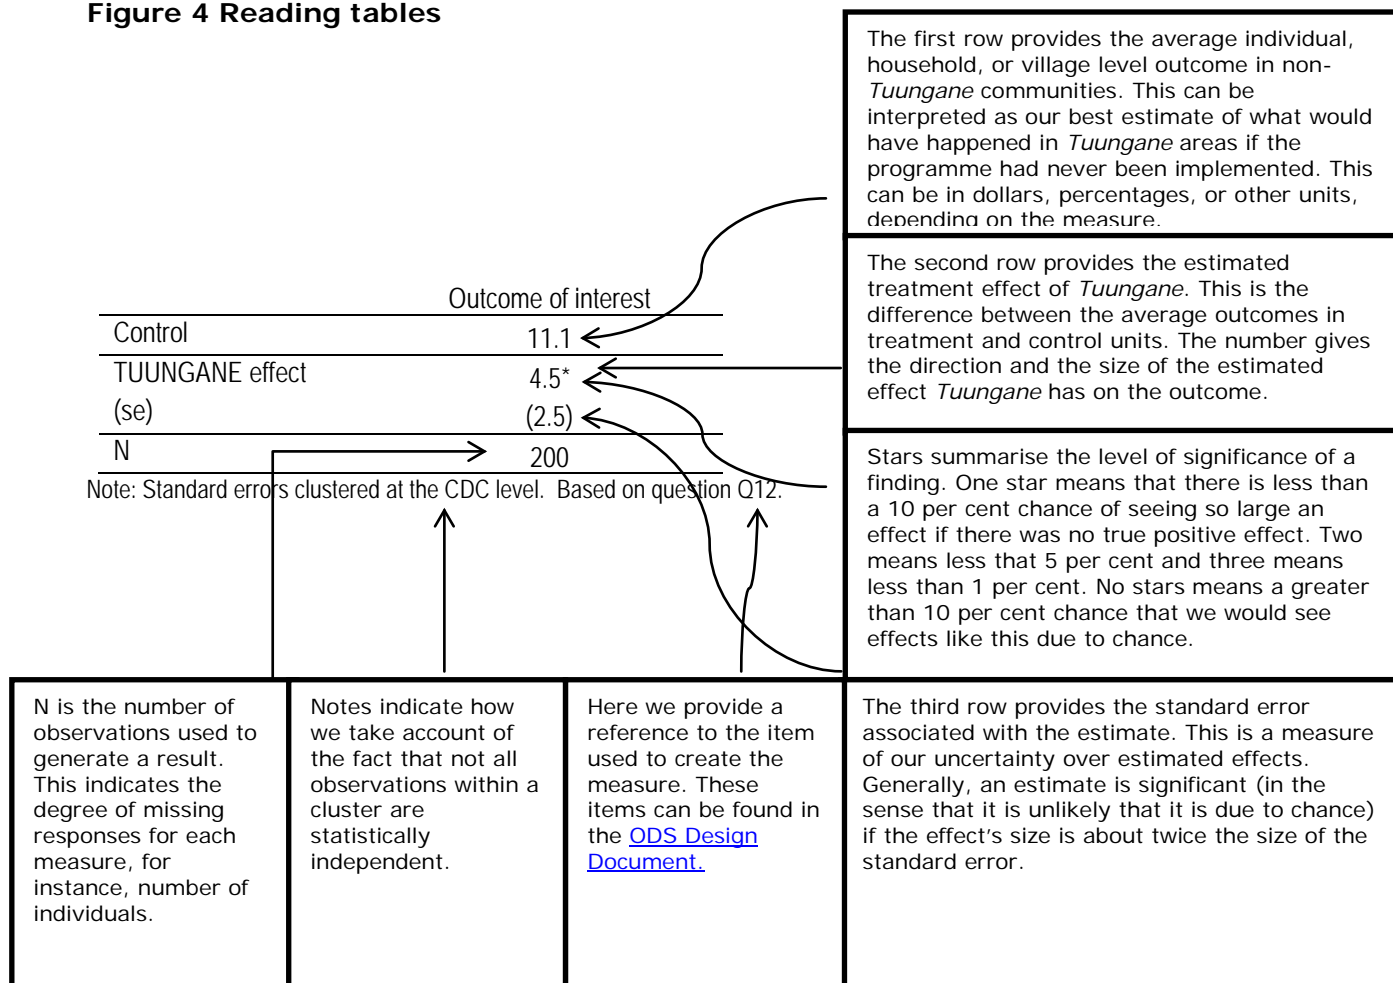 Figure 4 Reading tables
The first row provides the average individual,
household, or village level outcome in non-
Tuungane communities. This can be
interpreted as our best estimate of what would
have happened in Tuungane areas if the
programme had never been implemented. This
can be in dollars, percentages, or other units,
depending on the measure.
The second row provides the estimated
treatment effect of Tuungane. This is the
difference between the average outcomes in
treatment and control units. The number gives
the direction and the size of the estimated
effect Tuungane has on the outcome.
Stars summarise the level of significance of a
finding. One star means that there is less than
a 10 per cent chance of seeing so large an
effect if there was no true positive effect. Two
means less that 5 per cent and three means
less than 1 per cent. No stars means a greater
than 10 per cent chance that we would see
effects like this due to chance.
Outcome of interest
Control 11.1
TUUNGANE effect 4.5*
(se) (2.5)
N 200
Note: Standard errors clustered at the CDC level. Based on question Q12.
N is the number of
observations used to
generate a result.
This indicates the
degree of missing
responses for each
measure, for
instance, number of
individuals.
Notes indicate how
we take account of
the fact that not all
observations within a
cluster are
statistically
independent.
Here we provide a
reference to the item
used to create the
measure. These
items can be found in
the ODS Design
Document.
The third row provides the standard error
associated with the estimate. This is a measure
of our uncertainty over estimated effects.
Generally, an estimate is significant (in the
sense that it is unlikely that it is due to chance)
if the effect's size is about twice the size of the
standard error.